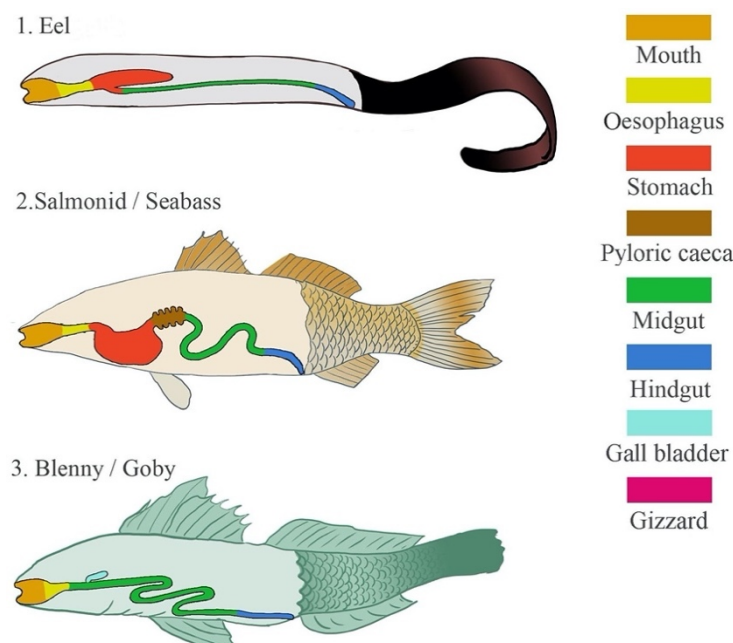 1. Eel
2.Salmonid / Seabass
3. Blenny / Goby
Mouth
Oesophagus
Stomach
Pyloric caeca
Midgut
Hindgut
Gall bladder
Gizzard